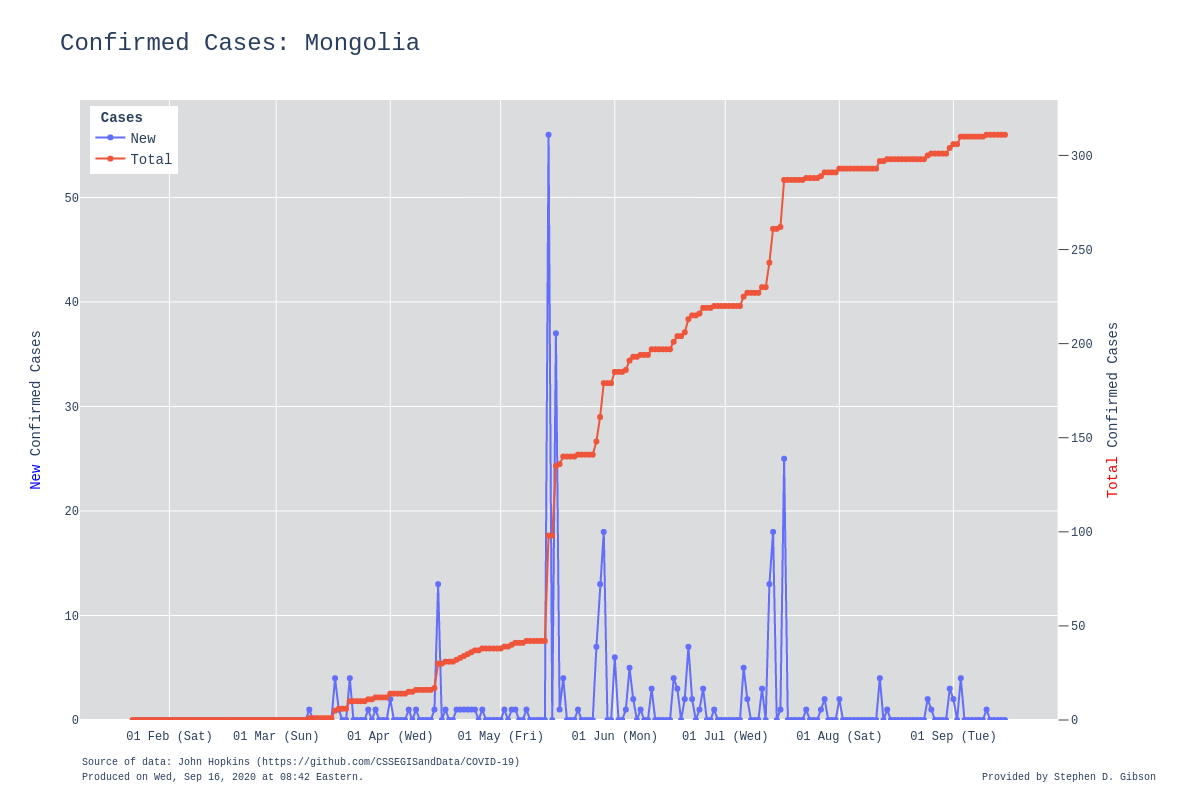 Confirmed Cases: Mongolia
Cases
New
Total
50
40
30
20
10
0
New Confirmed Cases
300
250
200
150
100
50
0
Total Confirmed Cases
01 Feb (Sat) 01 Mar (Sun) 01 Apr (Wed) 01 May (Fri) 01 Jun (Mon) 01 Jul (Wed) 01 Aug (Sat) 01 Sep (Tue)
Source of data: John Hopkins (https://github.com/CSSEGISandData/COVID-19)
Produced on Wed, Sep 16, 2020 at 08:42 Eastern.
Provided by Stephen D. Gibson